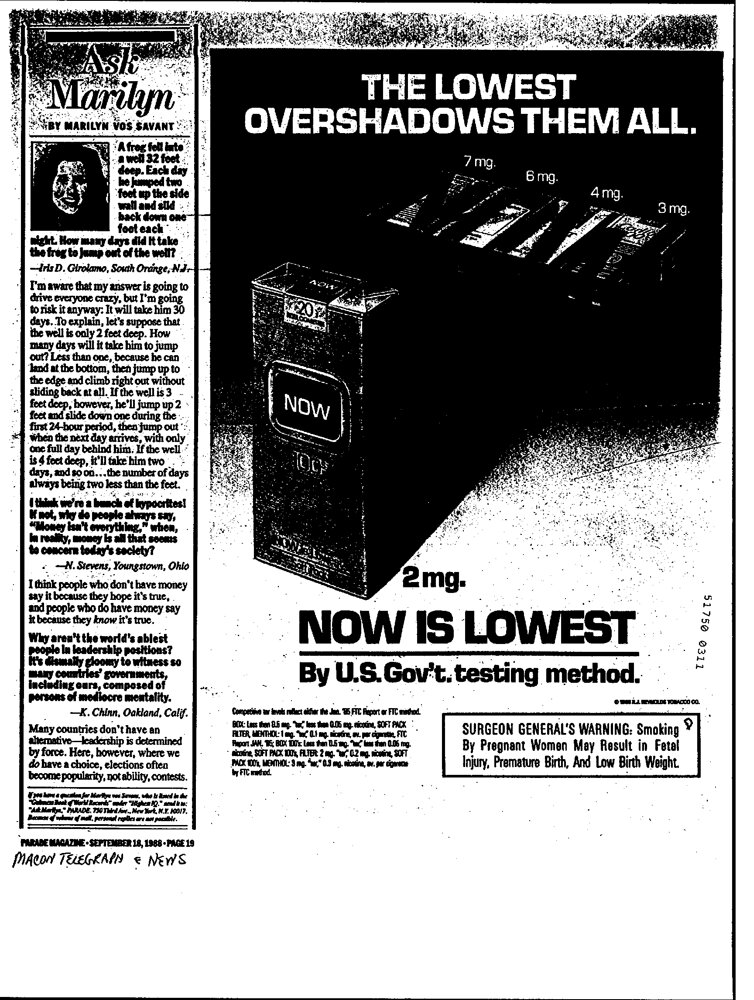 Ask
Marilyn
BY MARILYN VOS SAVANT
A frog fell into
a well 32 feet
deep. Each day
he jumped two
feet up the side
wall and slid
back down one
foot each
night. How many days did it take
the frog to jump out of the well?
—Iris D. Girolamo, South Orange, N.J.
I'm aware that my answer is going to
drive everyone crazy, but I'm going
to risk it anyway: It will take him 30
days. To explain, let's suppose that
the well is only 2 feet deep. How
many days will it take him to jump
out? Less than one, because he can
land at the bottom, then jump up to
the edge and climb right out without
sliding back at all. If the well is 3
feet deep, however, he'll jump up 2
feet and slide down one during the
first 24-hour period, then jump out
when the next day arrives, with only
one full day behind him. If the well
is 4 feet deep, it'll take him two
days, and so on...the number of days
always being two less than the feet.
I think we're a bunch of hypocrites!
If not, why do people always say,
"Money isn't everything," when,
in reality, money is all that seems
to concern today's society?
—N. Stevens, Youngstown, Ohio
I think people who don't have money
say it because they hope it's true,
and people who do have money say
it because they know it's true.
Why aren't the world's ablest
people in leadership positions?
It's dismally gloomy to witness so
many countries' governments,
including ours, composed of
persons of mediocre mentality.
—K. Chinn, Oakland, Calif.
Many countries don't have an
alternative—leadership is determined
by force. Here, however, where we
do have a choice, elections often
become popularity, not ability, contests.
If you have a question for Marilyn vos Savant, who is listed in the
"Guinness Book of World Records" under "Highest IQ," send it to:
"Ask Marilyn," PARADE, 750 Third Ave., New York, N.Y. 10017.
Because of volume of mail, personal replies are not possible.
PARADE MAGAZINE • SEPTEMBER 18, 1988 • PAGE 19
MACON TELEGRAPH & NEWS
THE LOWEST
OVERSHADOWS THEM ALL.
7 mg.
6 mg.
4 mg.
3 mg.
NOW
20
NOW
100's
2 mg.
NOW IS LOWEST
By U.S. Gov't. testing method.
51750 0311
R.J. REYNOLDS TOBACCO CO.
Competitive tar levels reflect either the Jan. '85 FTC Report or FTC method.
BOX: Less than 0.5 mg. "tar," less than 0.05 mg. nicotine, SOFT PACK
FILTER, MENTHOL: 1 mg. "tar," 0.1 mg. nicotine, av. per cigarette, FTC
Report JAN. '85; BOX 100's: Less than 0.5 mg. "tar," less than 0.05 mg.
nicotine, SOFT PACK 100's, FILTER: 2 mg. "tar," 0.2 mg. nicotine, SOFT
PACK 100's, MENTHOL: 3 mg. "tar," 0.3 mg. nicotine, av. per cigarette
by FTC method.
SURGEON GENERAL'S WARNING: Smoking
By Pregnant Women May Result in Fetal
Injury, Premature Birth, And Low Birth Weight.